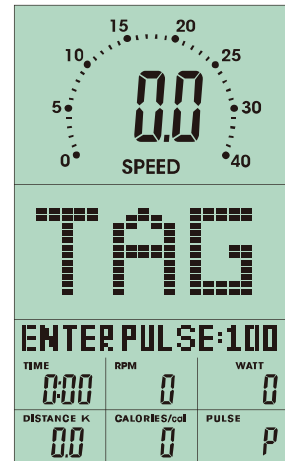 15 20
10 25
5 0.0 30
0 SPEED 40
TAG
ENTER PULSE:100
TIME RPM WATT
0:00 0 0
DISTANCE K CALORIES/cal PULSE
0.0 0 P